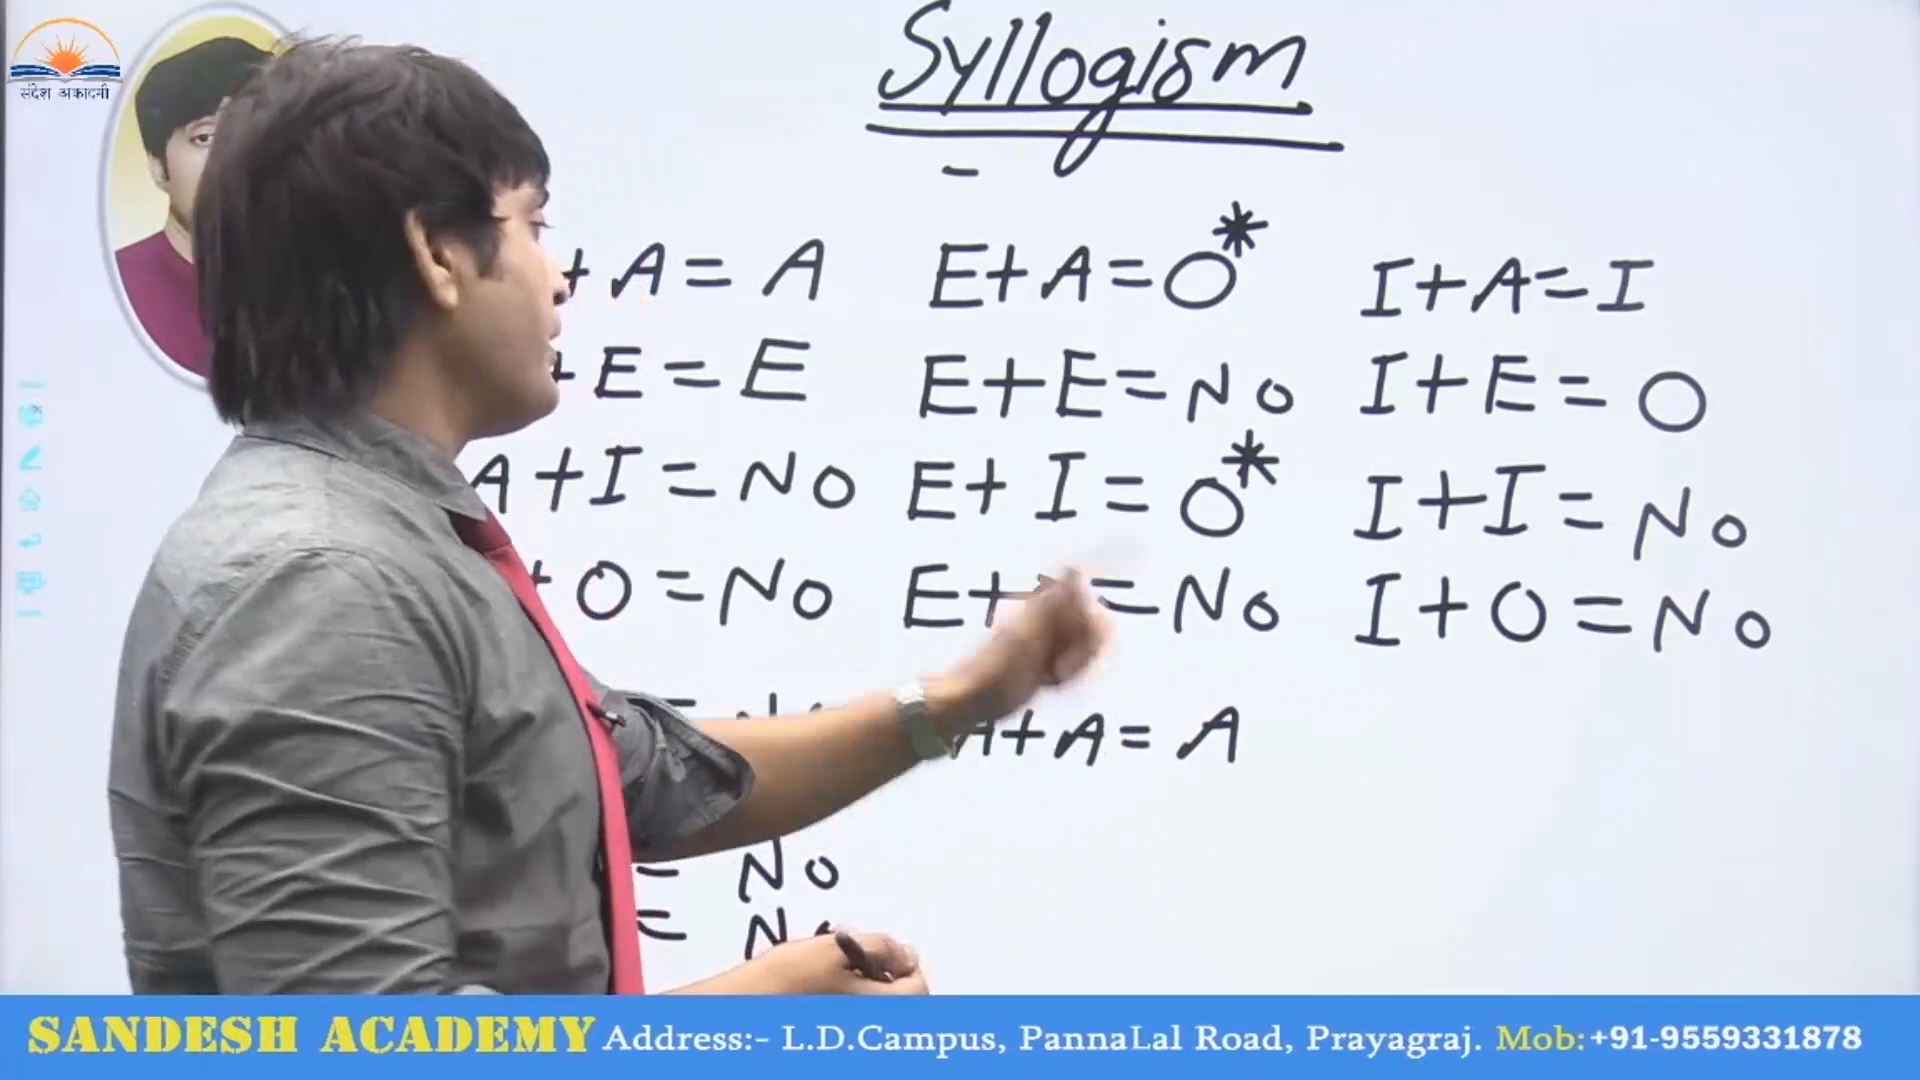 संदेश अकादमी
Syllogism
+ A = A
E + A = O*
I + A = I
+ E = E
E + E = No
I + E = O
A + I = No
E + I = O*
I + I = No
+ O = No
E + = No
I + O = No
=
A + A = A
= No
= No
SANDESH ACADEMY Address:- L.D.Campus, PannaLal Road, Prayagraj. Mob:+91-9559331878